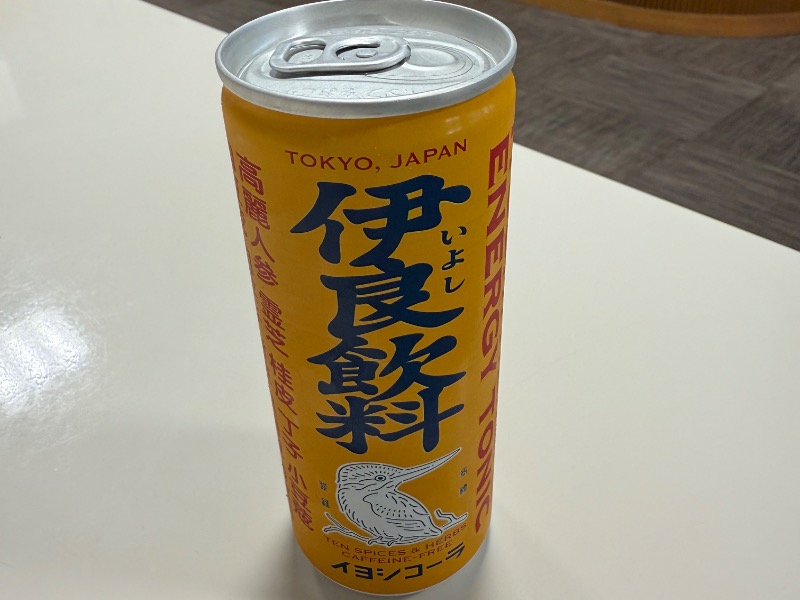 TOKYO, JAPAN
伊良飲料
いよし
高麗人参 霊芝 桂皮 丁子 小豆蔲
ENERGY TONIC
TEN SPICES & HERBS
CAFFEINE-FREE
イヨシコーラ